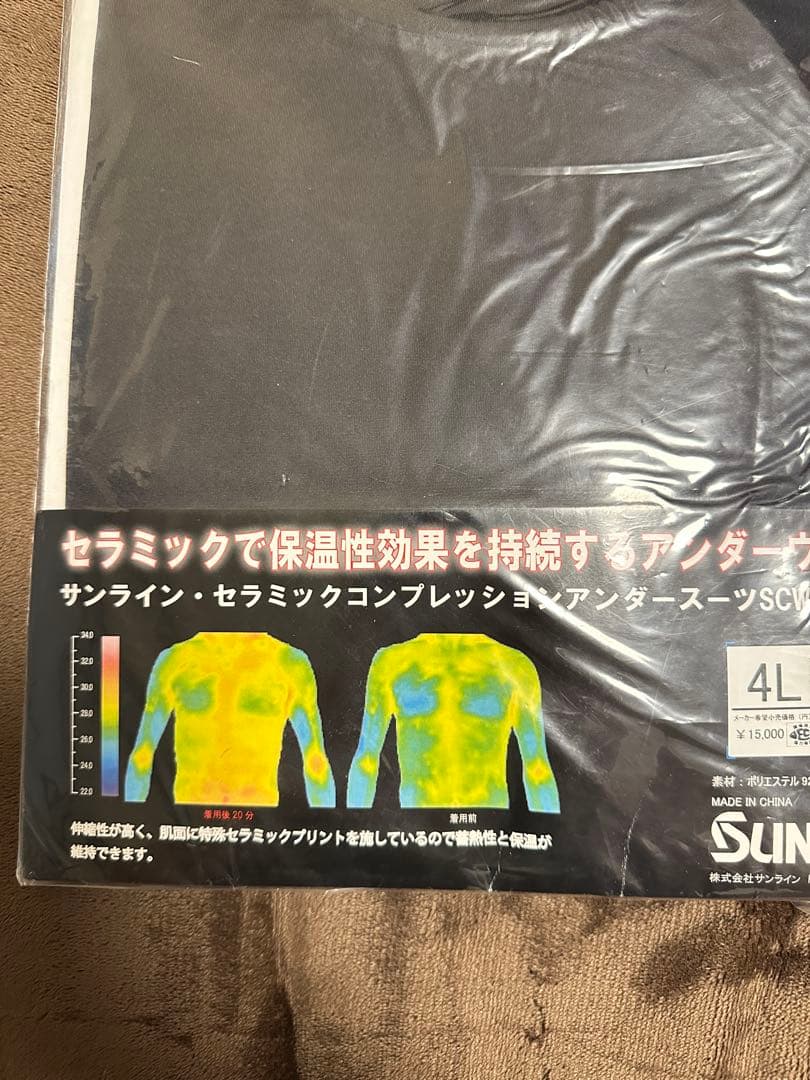 セラミックで保温性効果を持続するアンダーウ
サンライン・セラミックコンプレッションアンダースーツSCW
34.0
32.0
30.0
28.0
26.0
24.0
22.0
着用後20分
着用前
伸縮性が高く、肌面に特殊セラミックプリントを施しているので蓄熱性と保温が
維持できます。
4L
メーカー希望小売価格（円）
￥15,000
素材：ポリエステル92
MADE IN CHINA
SUN
株式会社サンライン